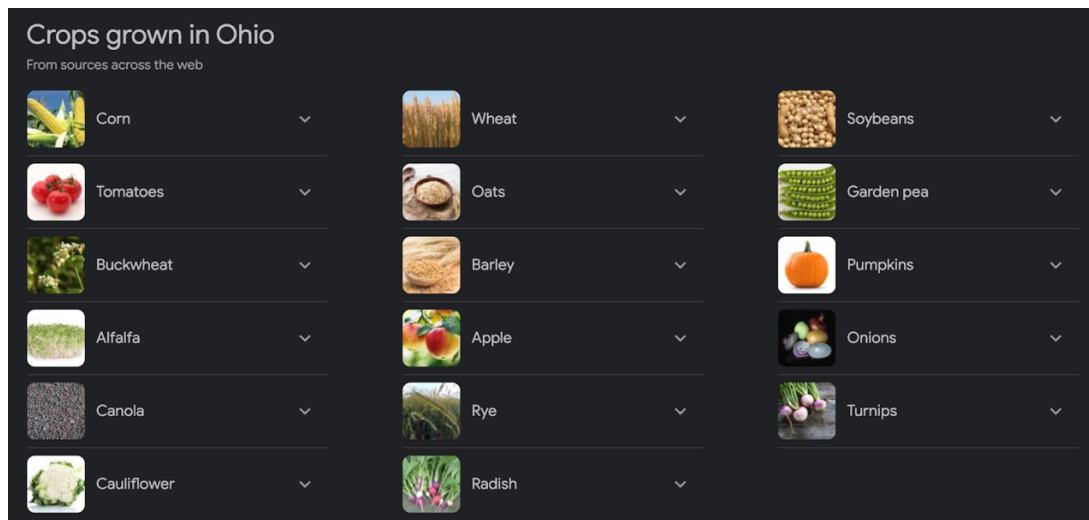 Crops grown in Ohio
From sources across the web
Corn
Wheat
Soybeans
Tomatoes
Oats
Garden pea
Buckwheat
Barley
Pumpkins
Alfalfa
Apple
Onions
Canola
Rye
Turnips
Cauliflower
Radish